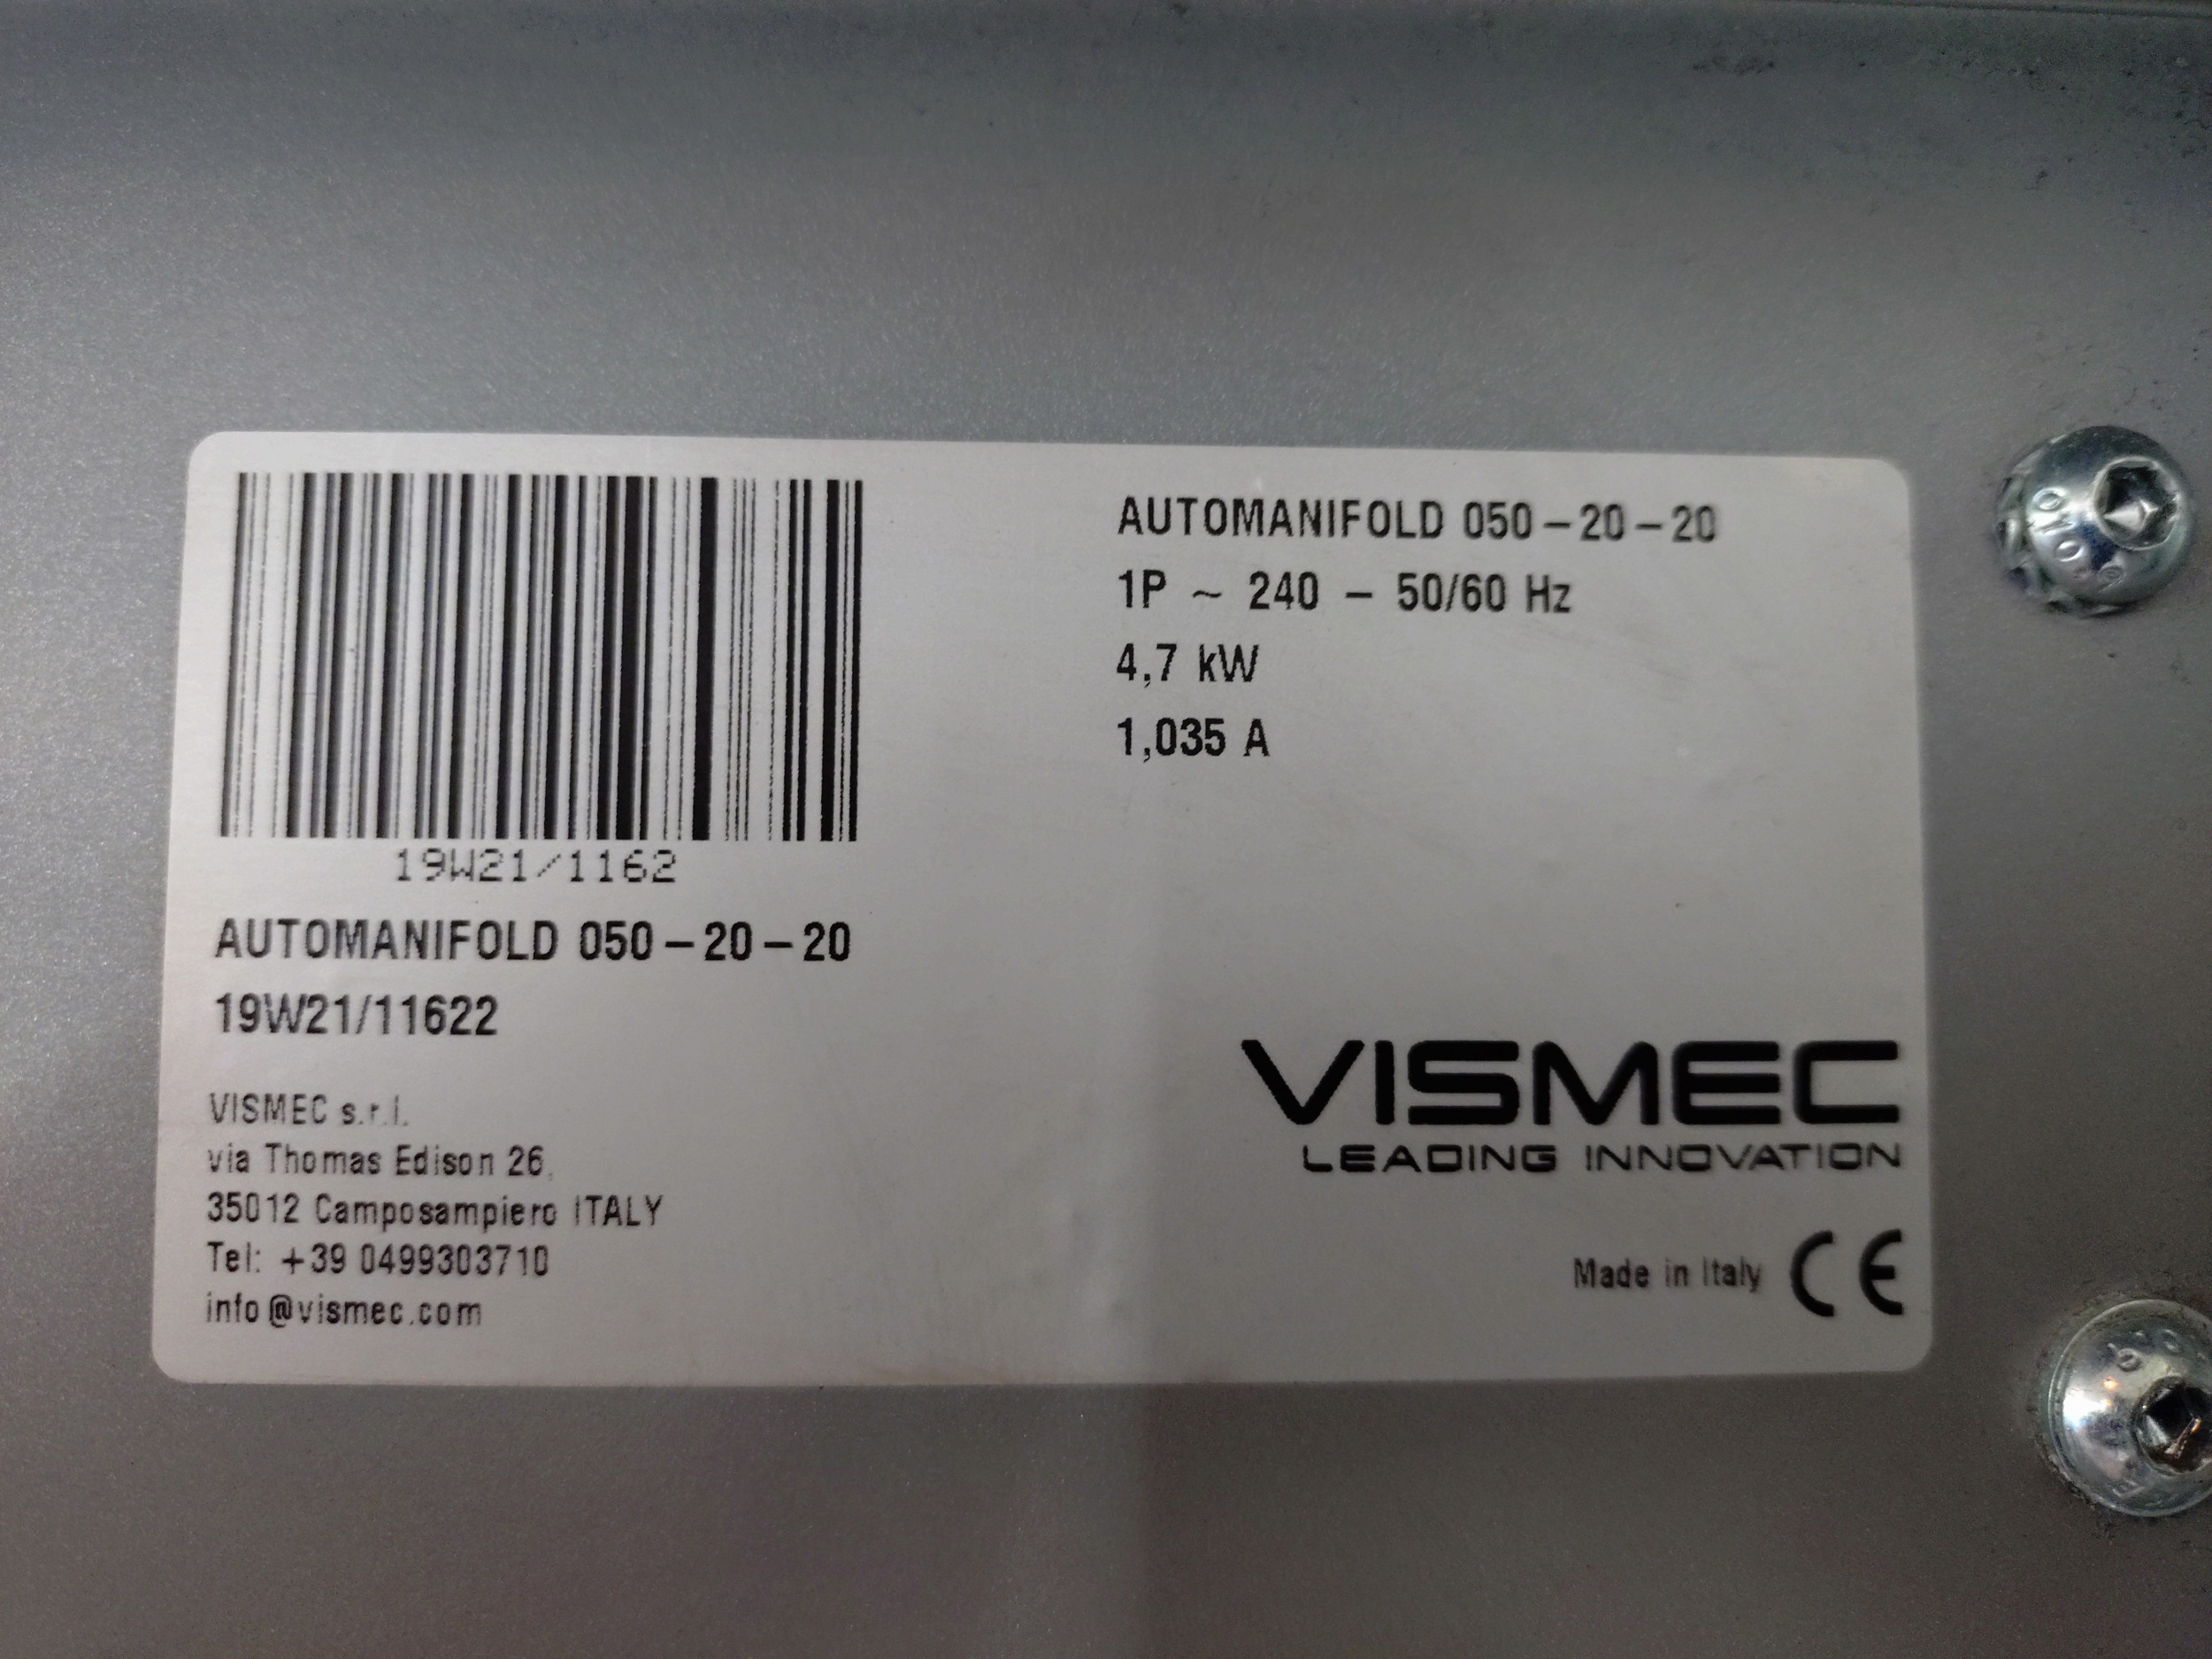 19W21/1162
AUTOMANIFOLD 050 – 20 – 20
19W21/11622
VISMEC s.r.l.
via Thomas Edison 26,
35012 Camposampiero ITALY
Tel: +39 0499303710
info@vismec.com
AUTOMANIFOLD 050 – 20 – 20
1P ~ 240 – 50/60 Hz
4,7 kW
1,035 A
VISMEC
LEADING INNOVATION
Made in Italy CE